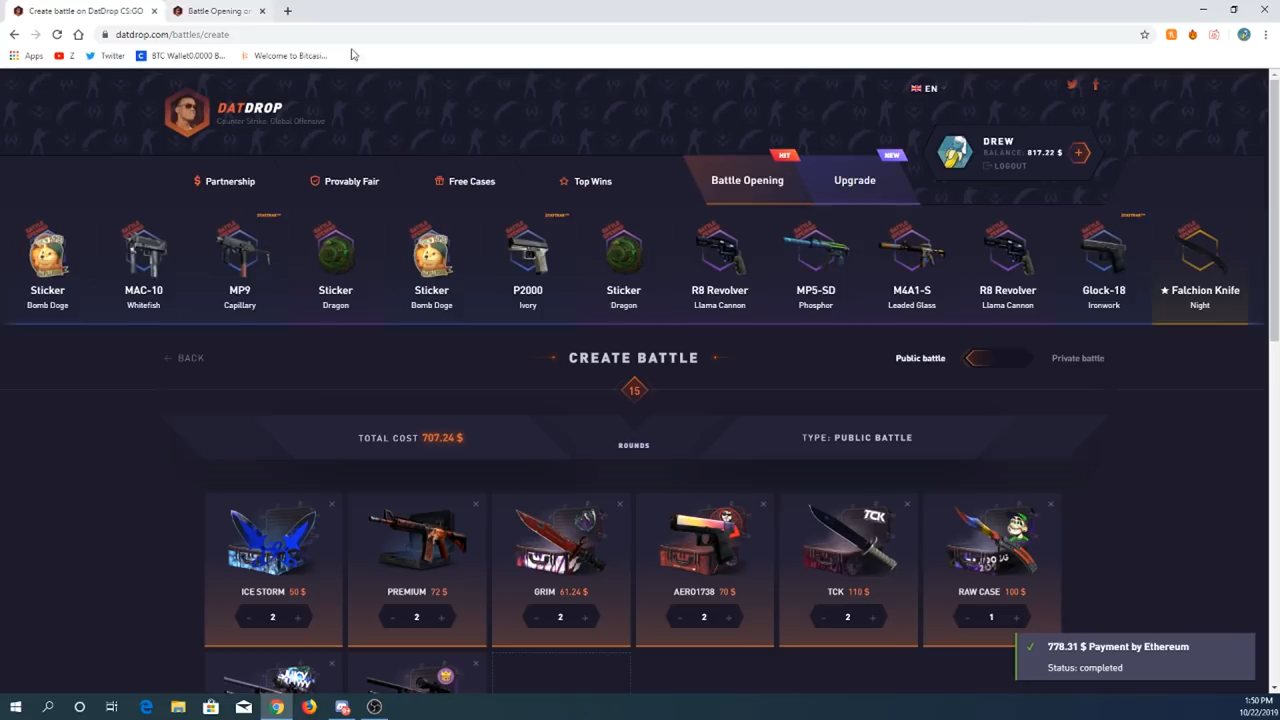 Create battle on DatDrop CS:GO
Battle Opening on
datdrop.com/battles/create
Apps
Z
Twitter
BTC Wallet0.0000 B...
Welcome to Bitcasi...
DATDROP
Counter Strike: Global Offensive
EN
DREW
BALANCE: 817.22 $
LOGOUT
HIT
NEW
Partnership
Provably Fair
Free Cases
Top Wins
Battle Opening
Upgrade
Sticker
Bomb Doge
MAC-10
Whitefish
STATTRAK™
MP9
Capillary
Sticker
Dragon
Sticker
Bomb Doge
STATTRAK™
P2000
Ivory
Sticker
Dragon
R8 Revolver
Llama Cannon
MP5-SD
Phosphor
M4A1-S
Leaded Glass
R8 Revolver
Llama Cannon
STATTRAK™
Glock-18
Ironwork
★ Falchion Knife
Night
BACK
CREATE BATTLE
Public battle
Private battle
15
TOTAL COST 707.24 $
ROUNDS
TYPE: PUBLIC BATTLE
TCK
ICE STORM 50 $
PREMIUM 72 $
GRIM 61.24 $
AERO1738 70 $
TCK 110 $
RAW CASE 100 $
- 2 +
- 2 +
- 2 +
- 2 +
- 2 +
- 1 +
778.31 $ Payment by Ethereum
Status: completed
1:50 PM
10/22/2019